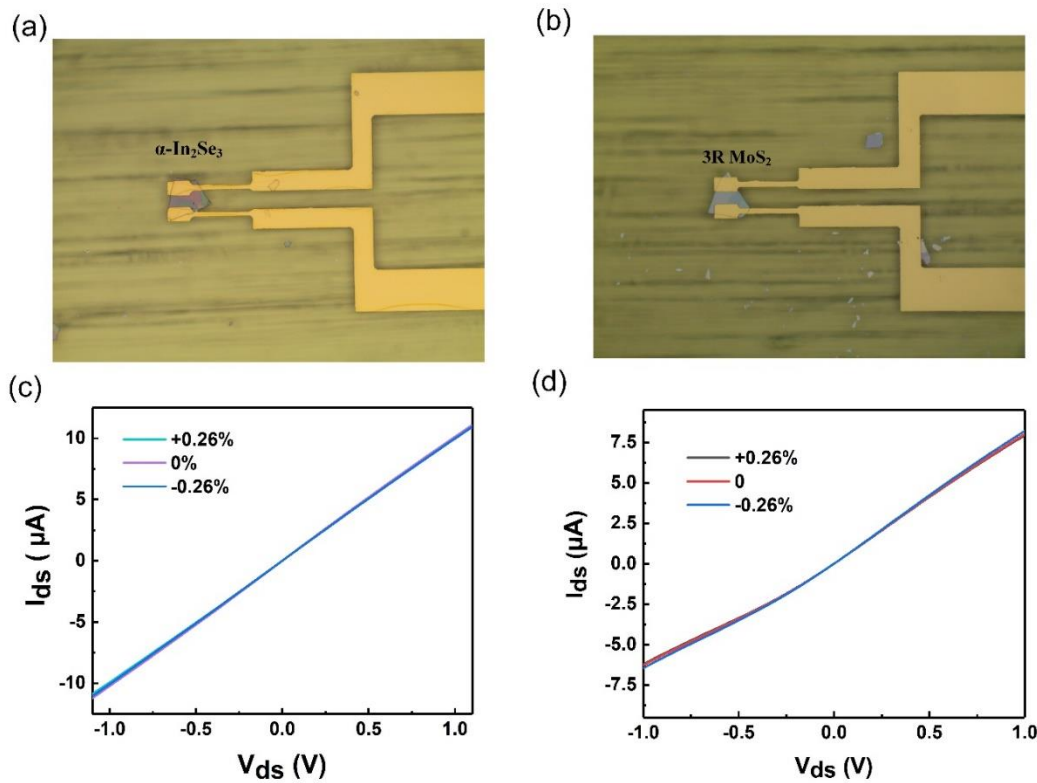 (a)
α-In₂Se₃
(b)
3R MoS₂
(c)
+0.26%
0%
-0.26%
10
5
0
-5
-10
Ids ( µA)
-1.0
-0.5
0.0
0.5
1.0
Vds (V)
(d)
+0.26%
0
-0.26%
7.5
5.0
2.5
0.0
-2.5
-5.0
-7.5
Ids (µA)
-1.0
-0.5
0.0
0.5
1.0
Vds (V)